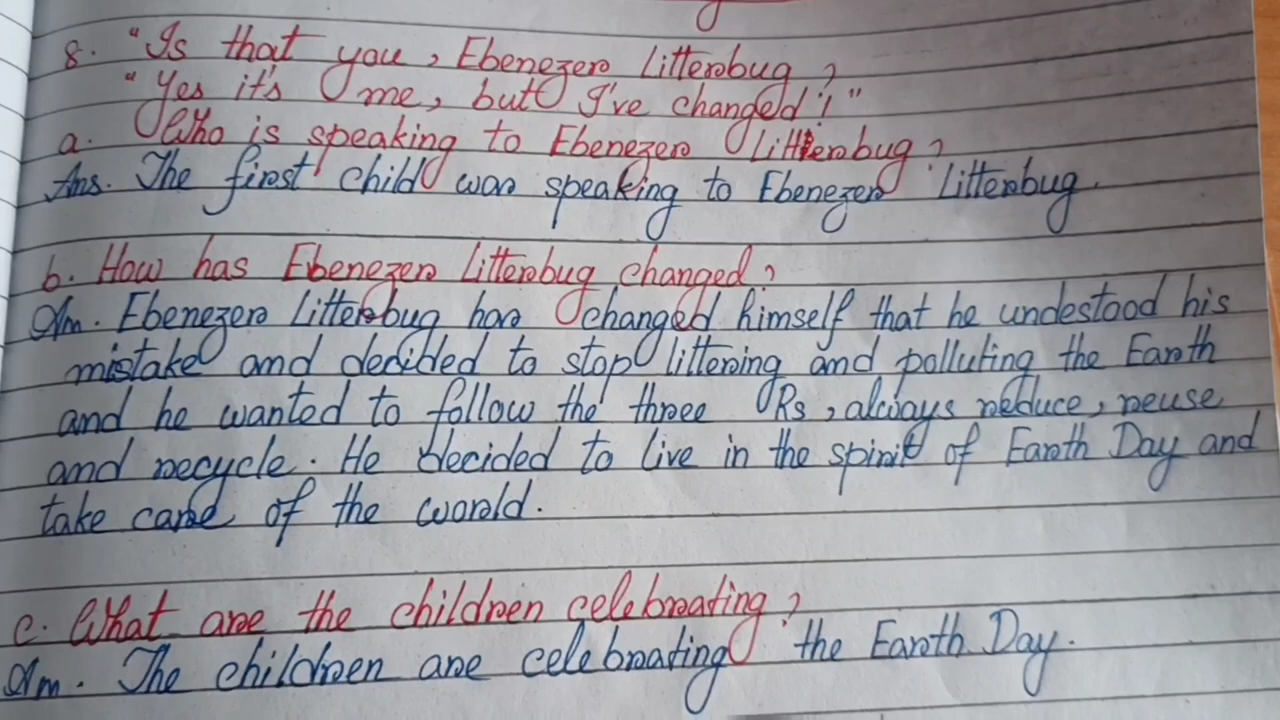 8. "Is that you, Ebenezer Litterbug?
"Yes it's me, but I've changed!"
a. Who is speaking to Ebenezer Litterbug?
Ans. The first child was speaking to Ebenezer Litterbug.
b. How has Ebenezer Litterbug changed?
Ans. Ebenezer Litterbug has changed himself that he undestood his
mistake and decided to stop littering and polluting the Earth
and he wanted to follow the three Rs, always reduce, reuse
and recycle. He decided to live in the spirit of Earth Day and
take care of the world.
c. What are the children celebrating?
Ans. The children are celebrating the Earth Day.